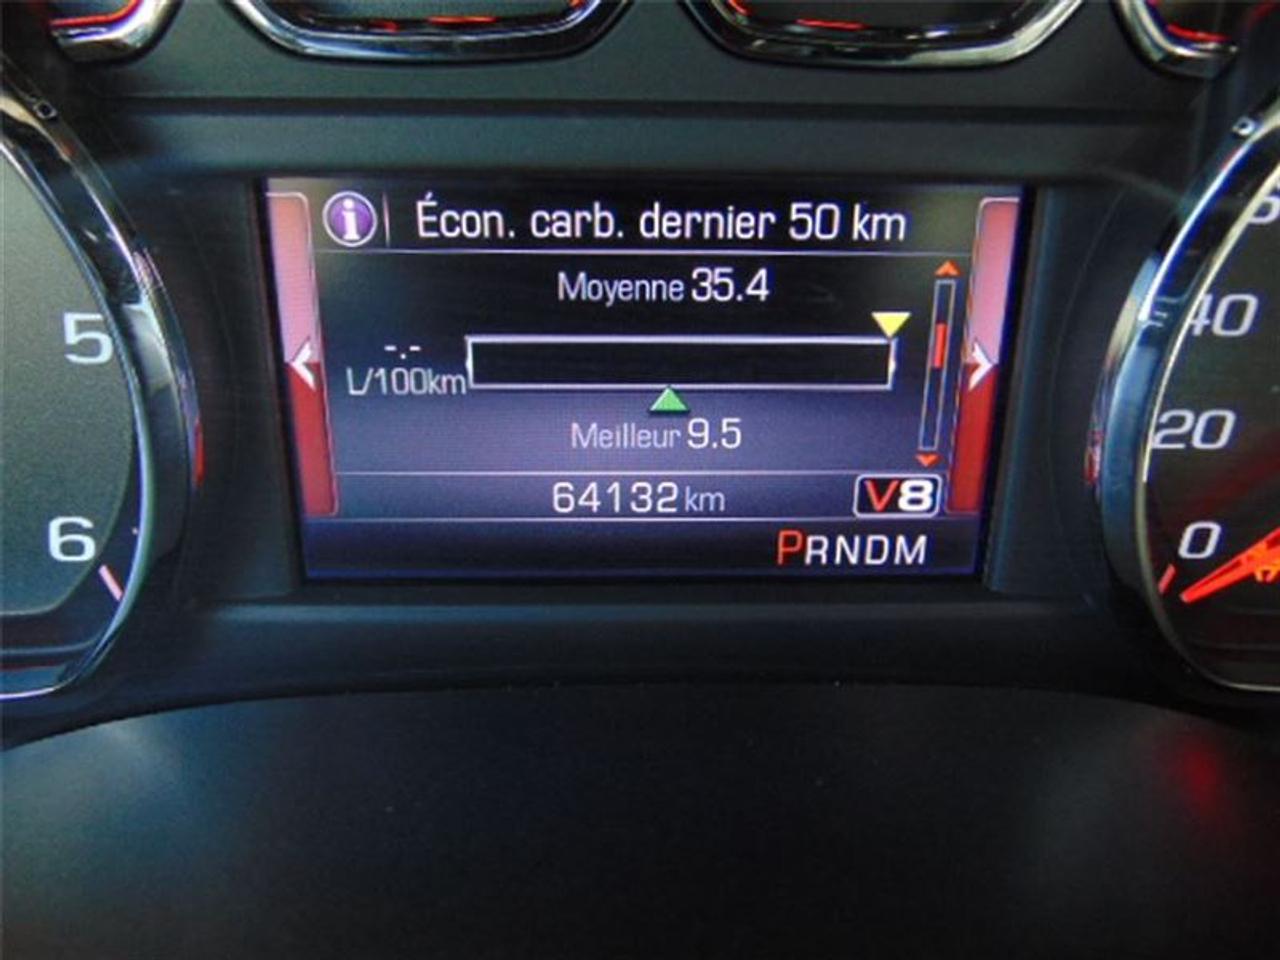 Écon. carb. dernier 50 km
Moyenne 35.4
-.-
L/100km
Meilleur 9.5
64132 km
V8
PRNDM
5
6
40
20
0